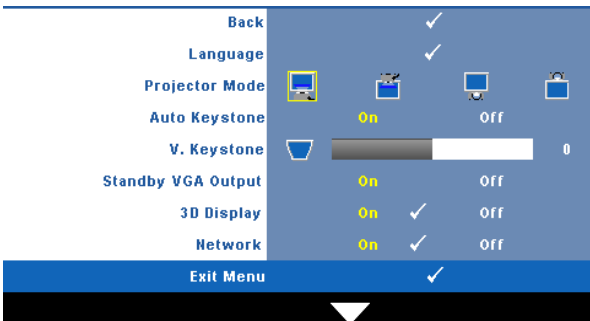 Back
Language
Projector Mode
Auto Keystone On Off
V. Keystone 0
Standby VGA Output On Off
3D Display On Off
Network On Off
Exit Menu